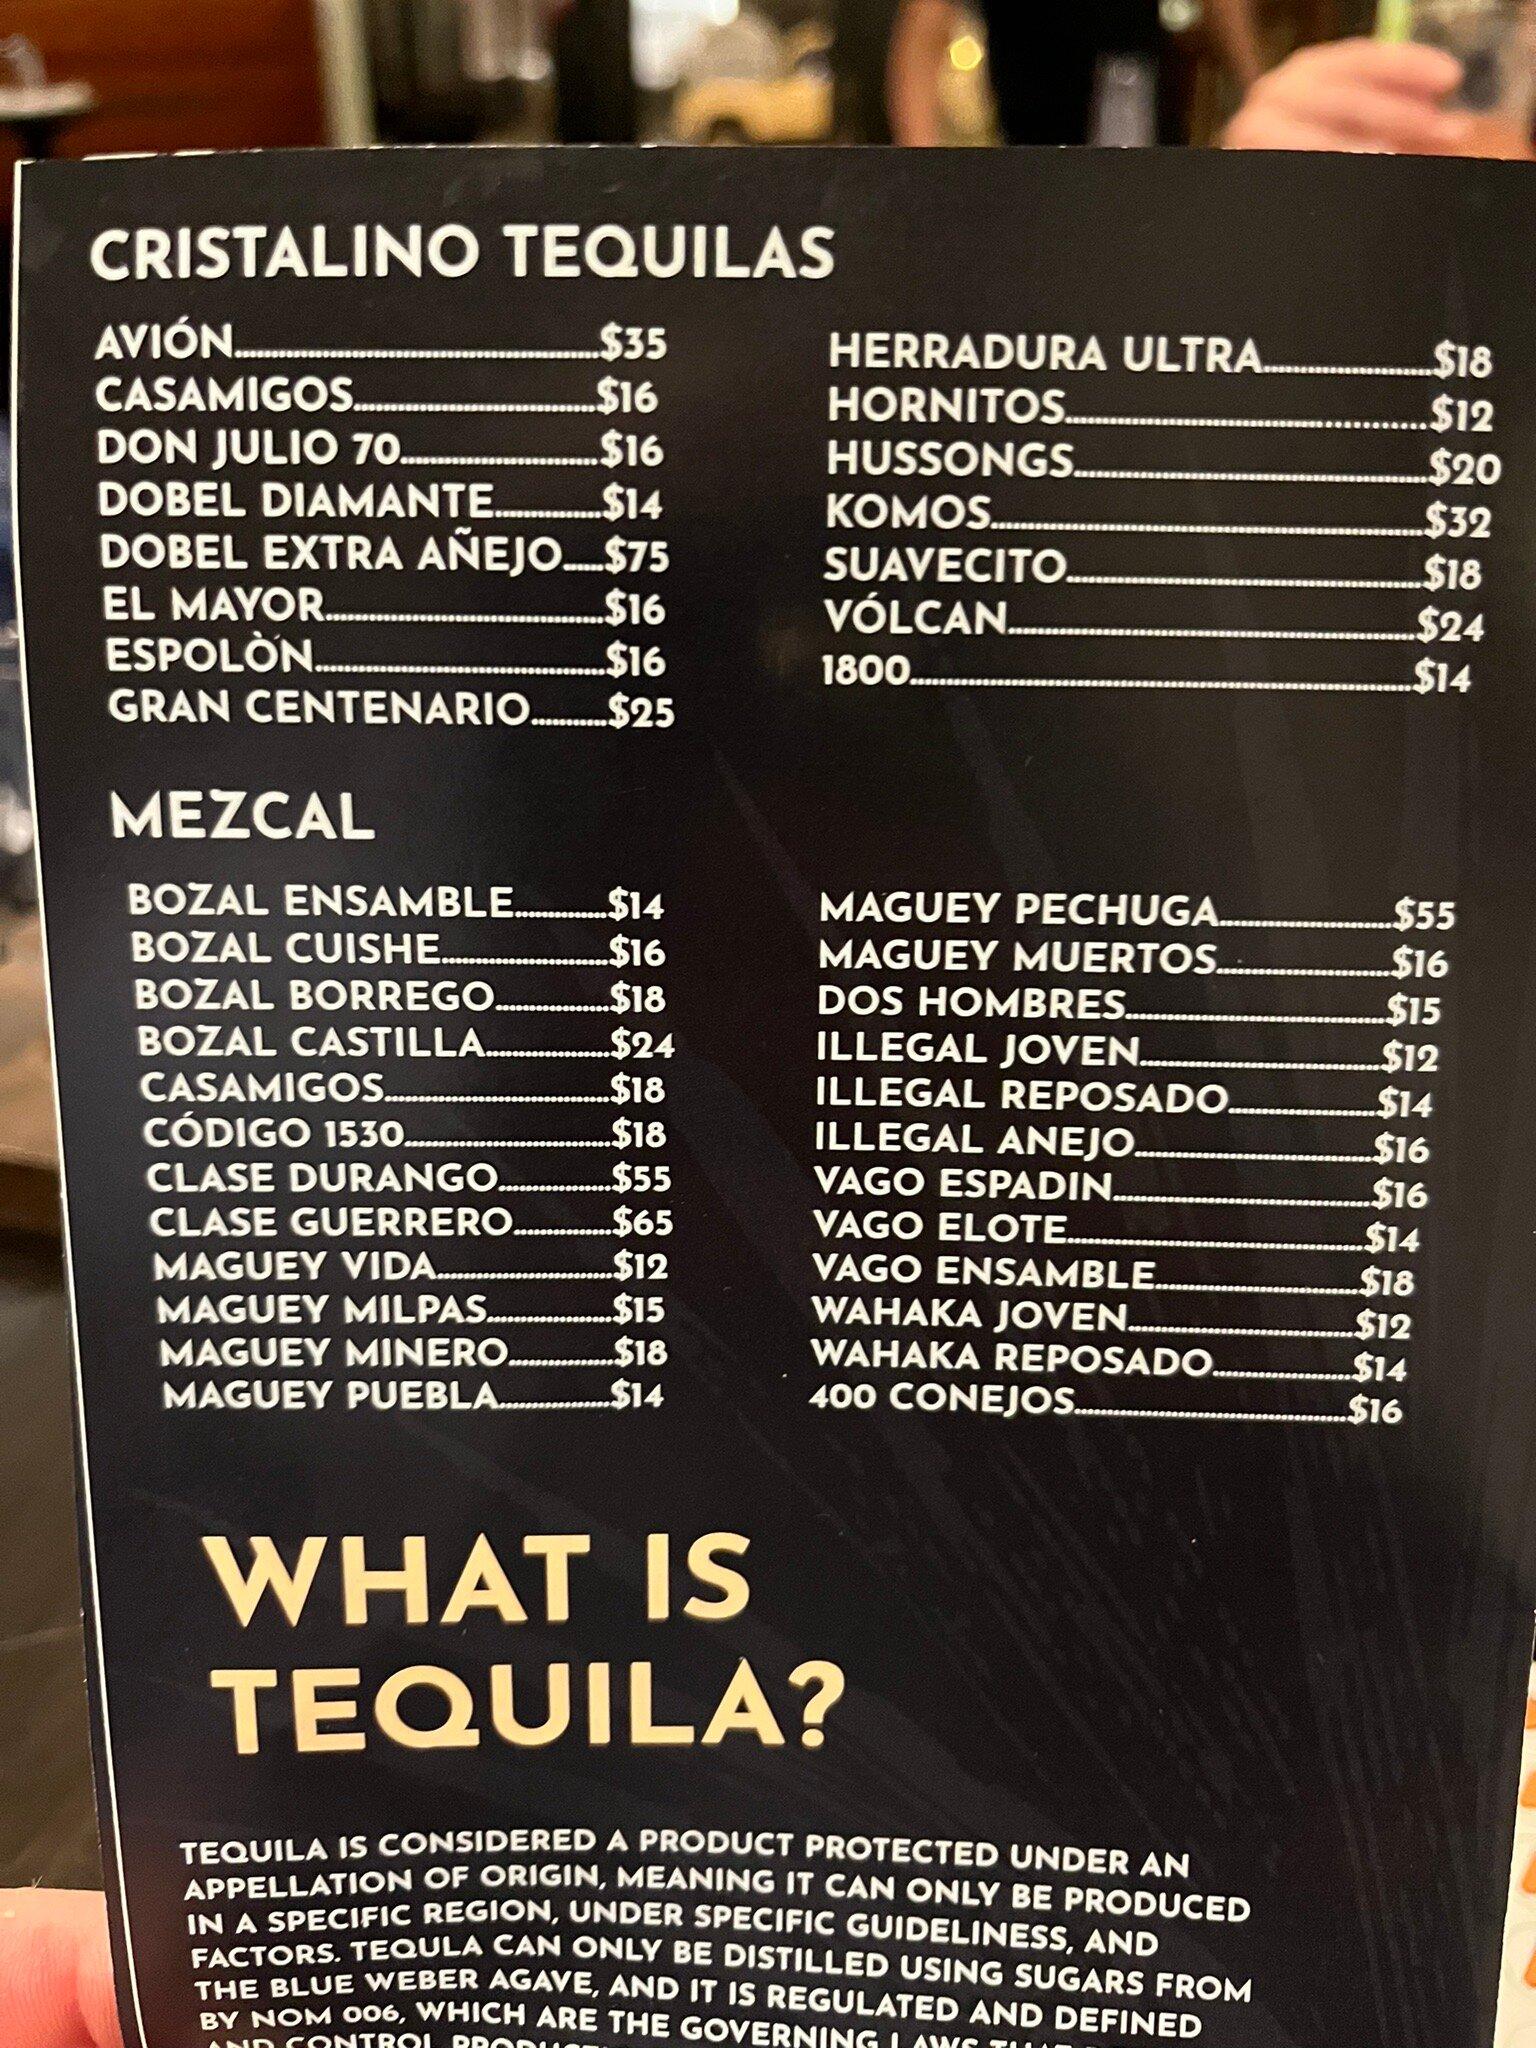 CRISTALINO TEQUILAS
AVIÓN....................$35
CASAMIGOS....................$16
DON JULIO 70....................$16
DOBEL DIAMANTE....................$14
DOBEL EXTRA AÑEJO.....$75
EL MAYOR....................$16
ESPOLÒN....................$16
GRAN CENTENARIO..........$25
HERRADURA ULTRA....................$18
HORNITOS....................$12
HUSSONGS....................$20
KOMOS....................$32
SUAVECITO....................$18
VÓLCAN....................$24
1800....................$14
MEZCAL
BOZAL ENSAMBLE..........$14
BOZAL CUISHE....................$16
BOZAL BORREGO..........$18
BOZAL CASTILLA..........$24
CASAMIGOS....................$18
CÓDIGO 1530....................$18
CLASE DURANGO..........$55
CLASE GUERRERO..........$65
MAGUEY VIDA....................$12
MAGUEY MILPAS..........$15
MAGUEY MINERO..........$18
MAGUEY PUEBLA..........$14
MAGUEY PECHUGA....................$55
MAGUEY MUERTOS....................$16
DOS HOMBRES....................$15
ILLEGAL JOVEN....................$12
ILLEGAL REPOSADO....................$14
ILLEGAL ANEJO....................$16
VAGO ESPADIN....................$16
VAGO ELOTE....................$14
VAGO ENSAMBLE....................$18
WAHAKA JOVEN....................$12
WAHAKA REPOSADO....................$14
400 CONEJOS....................$16
WHAT IS
TEQUILA?
TEQUILA IS CONSIDERED A PRODUCT PROTECTED UNDER AN
APPELLATION OF ORIGIN, MEANING IT CAN ONLY BE PRODUCED
IN A SPECIFIC REGION, UNDER SPECIFIC GUIDELINESS, AND
FACTORS. TEQULA CAN ONLY BE DISTILLED USING SUGARS FROM
THE BLUE WEBER AGAVE, AND IT IS REGULATED AND DEFINED
BY NOM 006, WHICH ARE THE GOVERNING LAWS
AND CONTROL